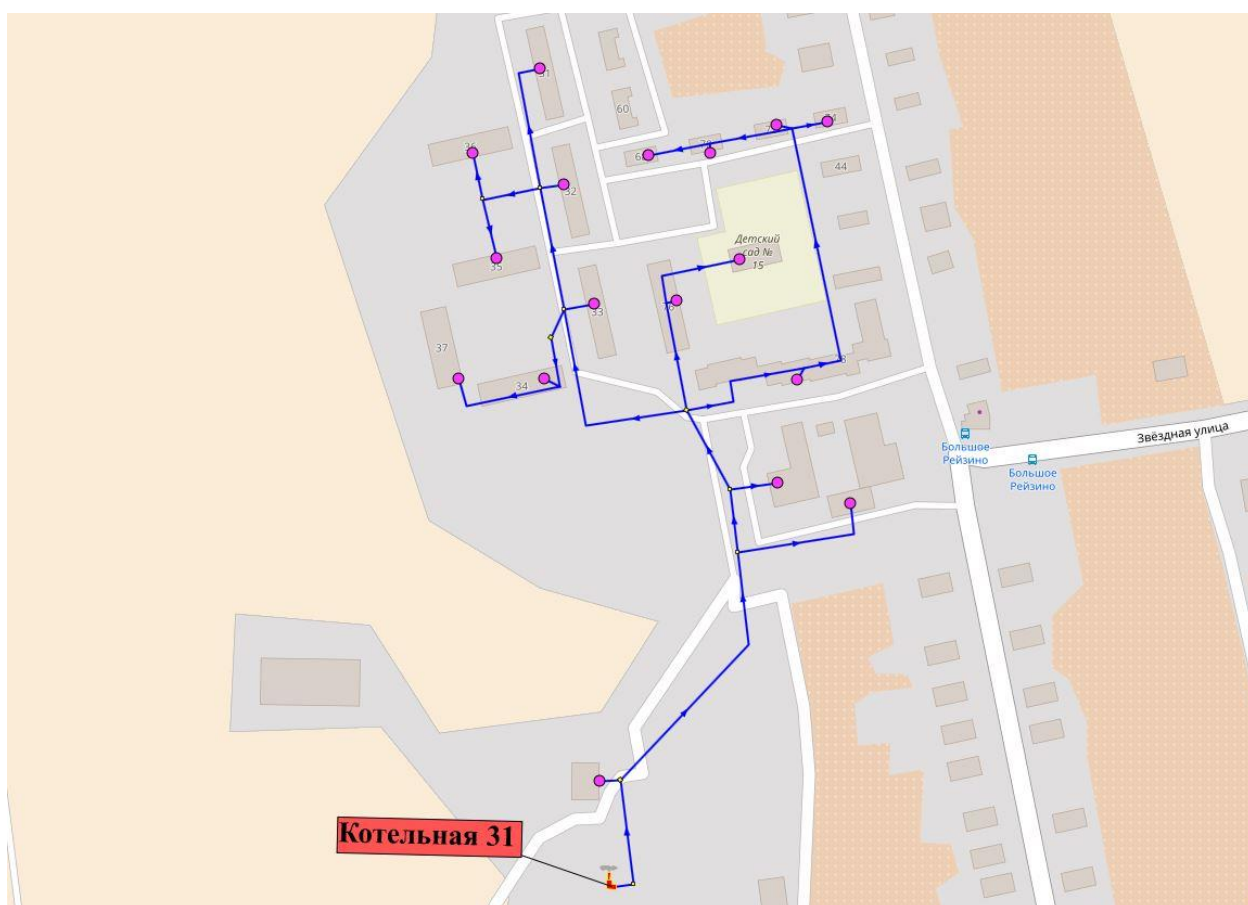 31
60
36
32
44
35
Детский
сад №
15
33
37
34
Звёздная улица
Большое
Рейзино
Большое
Рейзино
Котельная 31